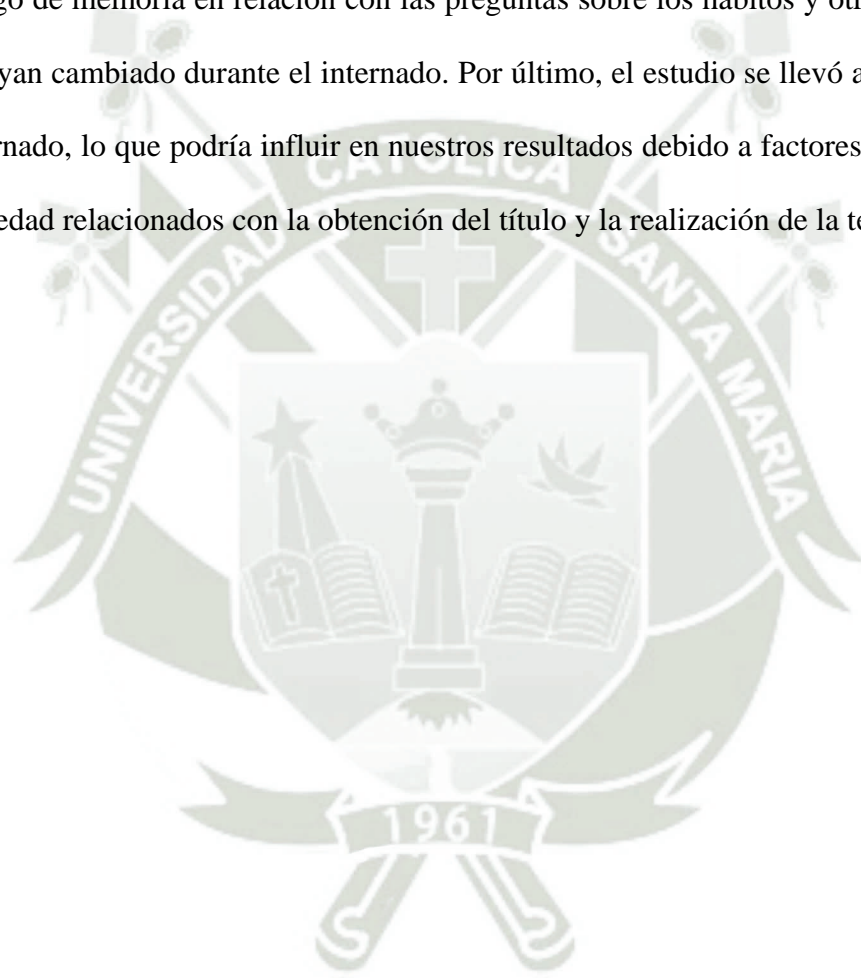 go de memoria en relación con las preguntas sobre los hábitos y otr
yan cambiado durante el internado. Por último, el estudio se llevó a
rnado, lo que podría influir en nuestros resultados debido a factores
edad relacionados con la obtención del título y la realización de la te
UNIVERSIDAD CATOLICA SANTA MARIA
1961